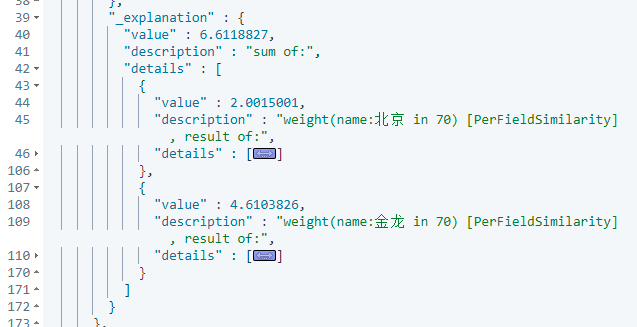 38 },
39 "_explanation" : {
40 "value" : 6.6118827,
41 "description" : "sum of:",
42 "details" : [
43 {
44 "value" : 2.0015001,
45 "description" : "weight(name:北京 in 70) [PerFieldSimilarity]
, result of:",
46 "details" : []
106 },
107 {
108 "value" : 4.6103826,
109 "description" : "weight(name:金龙 in 70) [PerFieldSimilarity]
, result of:",
110 "details" : []
170 }
171 ]
172 }
173 },